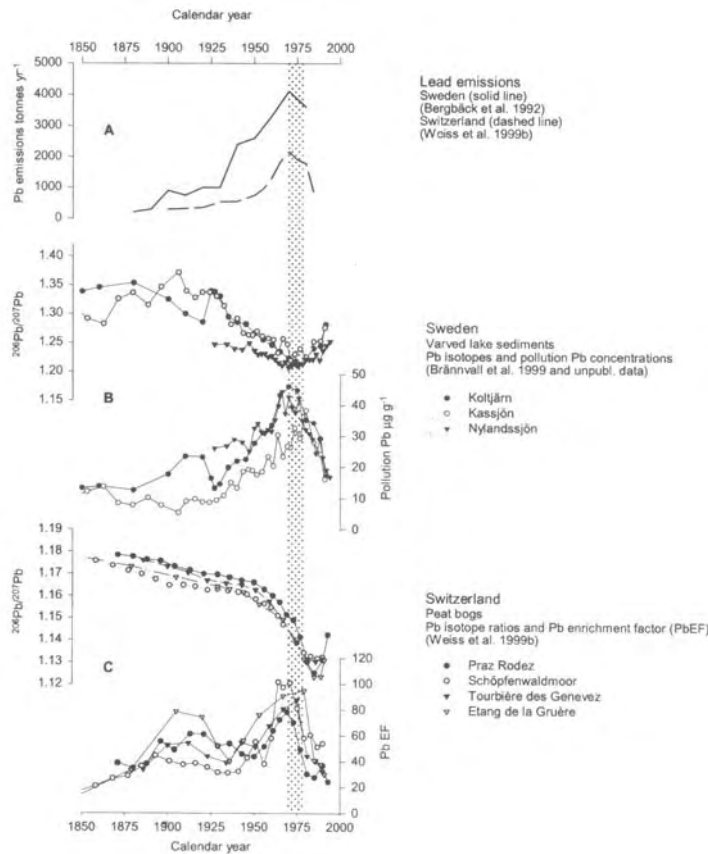 Calendar year
1850 1875 1900 1925 1950 1975 2000
5000
4000
3000
2000
1000
0
Pb emissions tonnes yr⁻¹
A
Lead emissions
Sweden (solid line)
(Bergbäck et al. 1992)
Switzerland (dashed line)
(Weiss et al. 1999b)
1.40
1.35
1.30
1.25
1.20
1.15
²⁰⁶Pb/²⁰⁷Pb
B
50
40
30
20
10
0
Pollution Pb µg g⁻¹
Sweden
Varved lake sediments
Pb isotopes and pollution Pb concentrations
(Brännvall et al. 1999 and unpubl. data)
Koltjärn
Kassjön
Nylandssjön
1.19
1.18
1.17
1.16
1.15
1.14
1.13
1.12
²⁰⁶Pb/²⁰⁷Pb
C
120
100
80
60
40
20
0
Pb EF
Switzerland
Peat bogs
Pb isotope ratios and Pb enrichment factor (PbEF)
(Weiss et al. 1999b)
Praz Rodez
Schöpfenwaldmoor
Tourbière des Genevez
Etang de la Gruère
1850 1875 1900 1925 1950 1975 2000
Calendar year